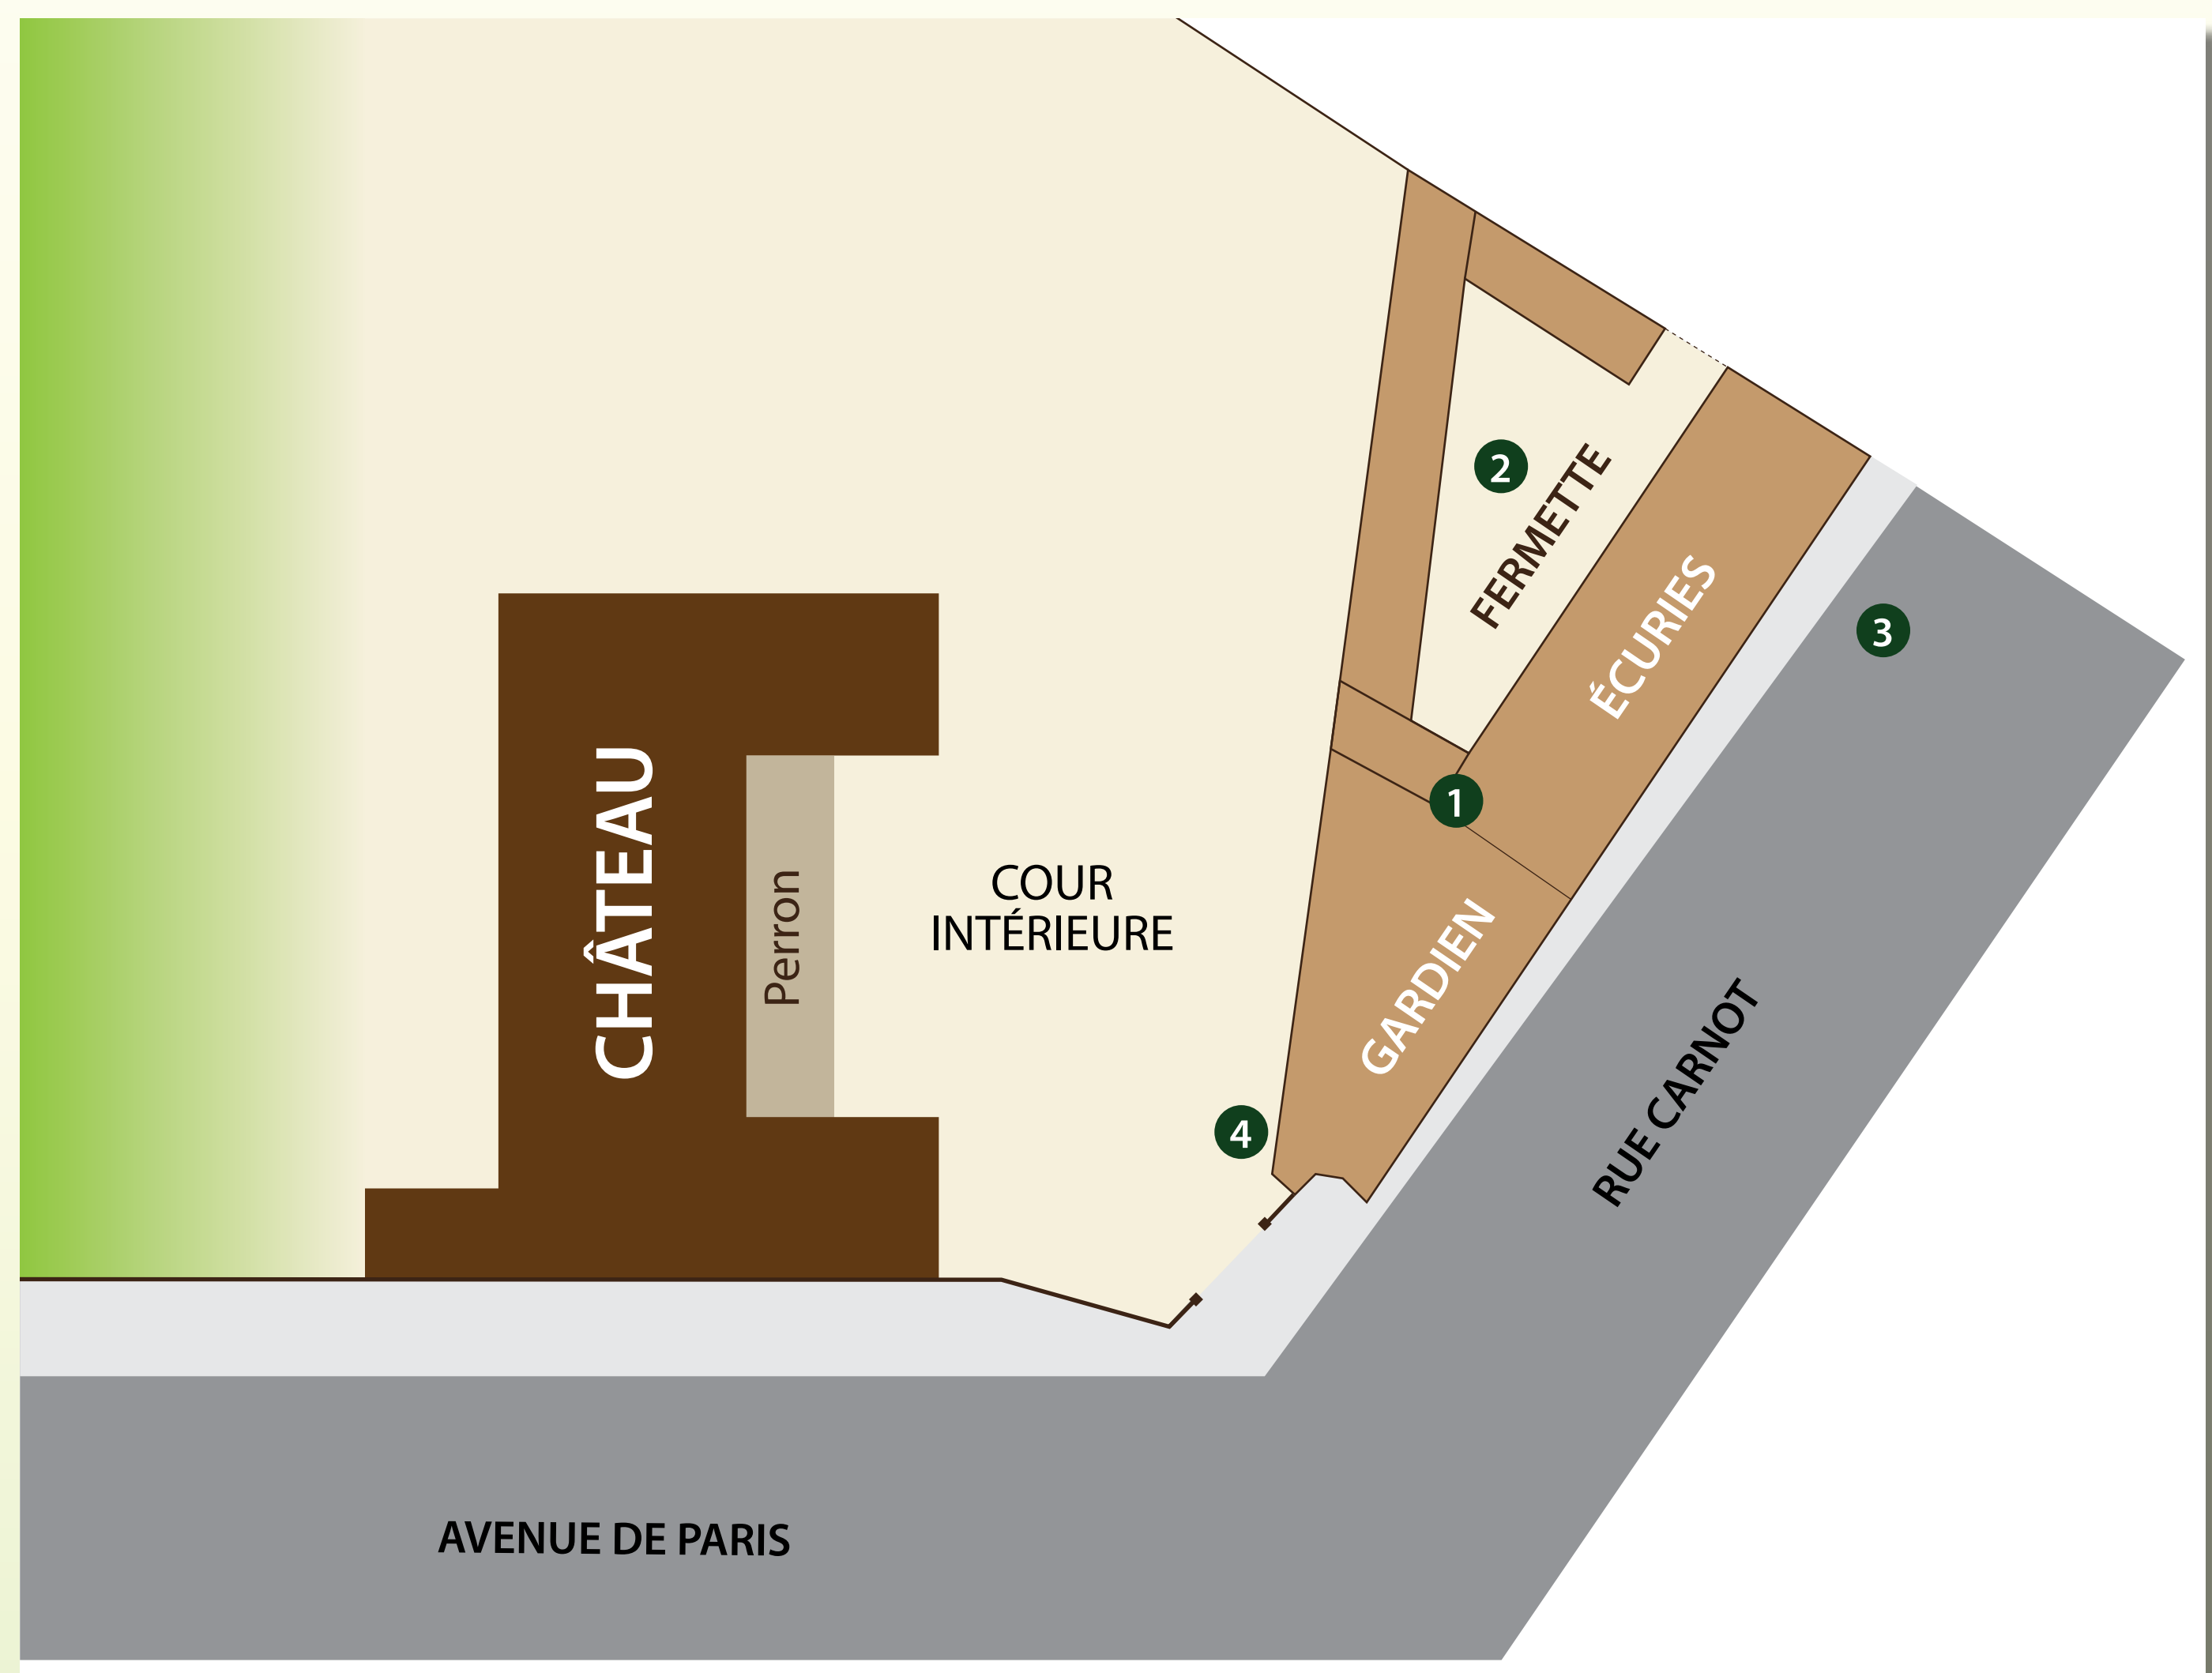 2
FERMETTE
ÉCURIES
3
1
CHÂTEAU
Perron
COUR
INTÉRIEURE
GARDIEN
4
RUE CARNOT
AVENUE DE PARIS